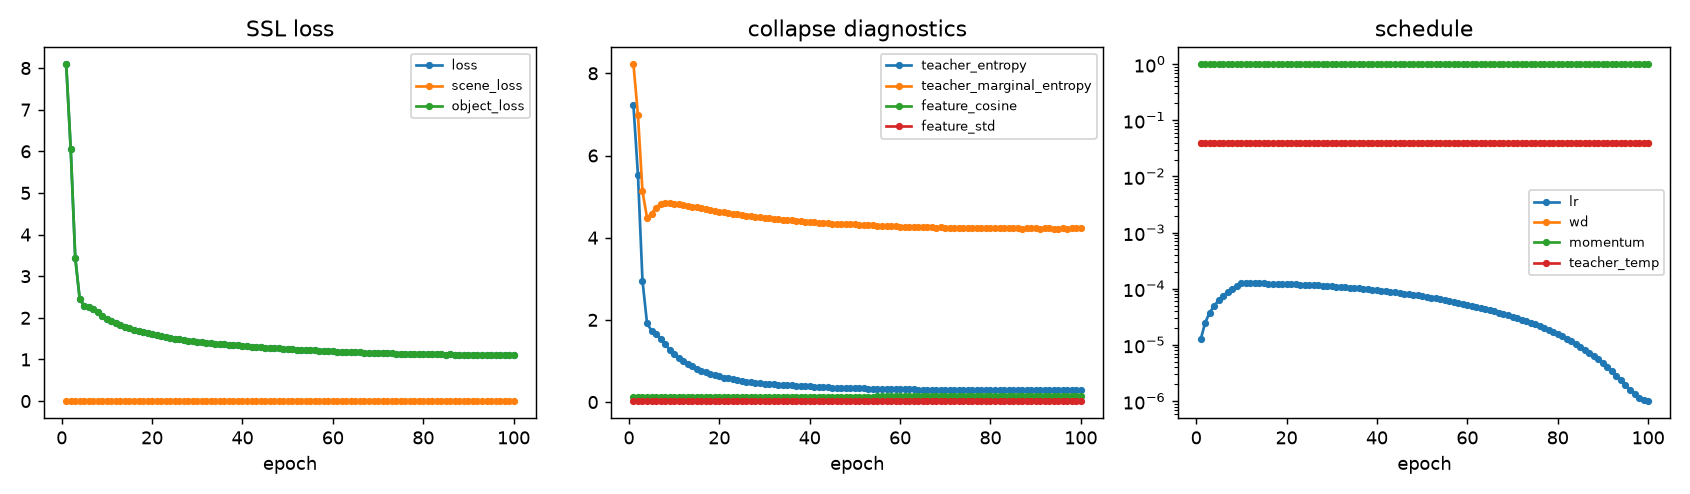 SSL loss
8
7
6
5
4
3
2
1
0
loss
scene_loss
object_loss
0 20 40 60 80 100
epoch
collapse diagnostics
8
6
4
2
0
teacher_entropy
teacher_marginal_entropy
feature_cosine
feature_std
0 20 40 60 80 100
epoch
schedule
10⁰
10⁻¹
10⁻²
10⁻³
10⁻⁴
10⁻⁵
10⁻⁶
lr
wd
momentum
teacher_temp
0 20 40 60 80 100
epoch